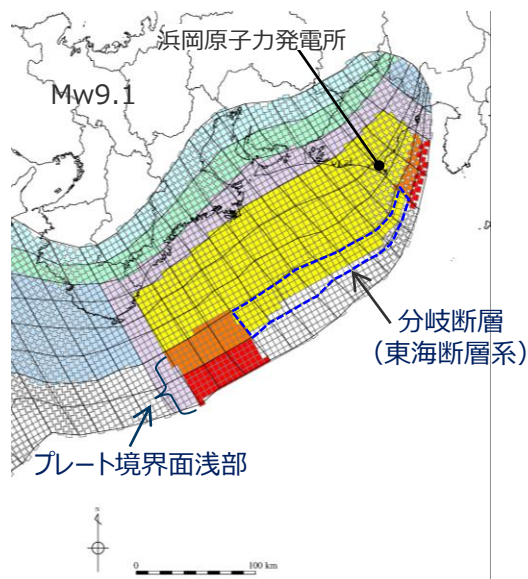 浜岡原子力発電所
Mw9.1
分岐断層
（東海断層系）
プレート境界面浅部
0 100 km